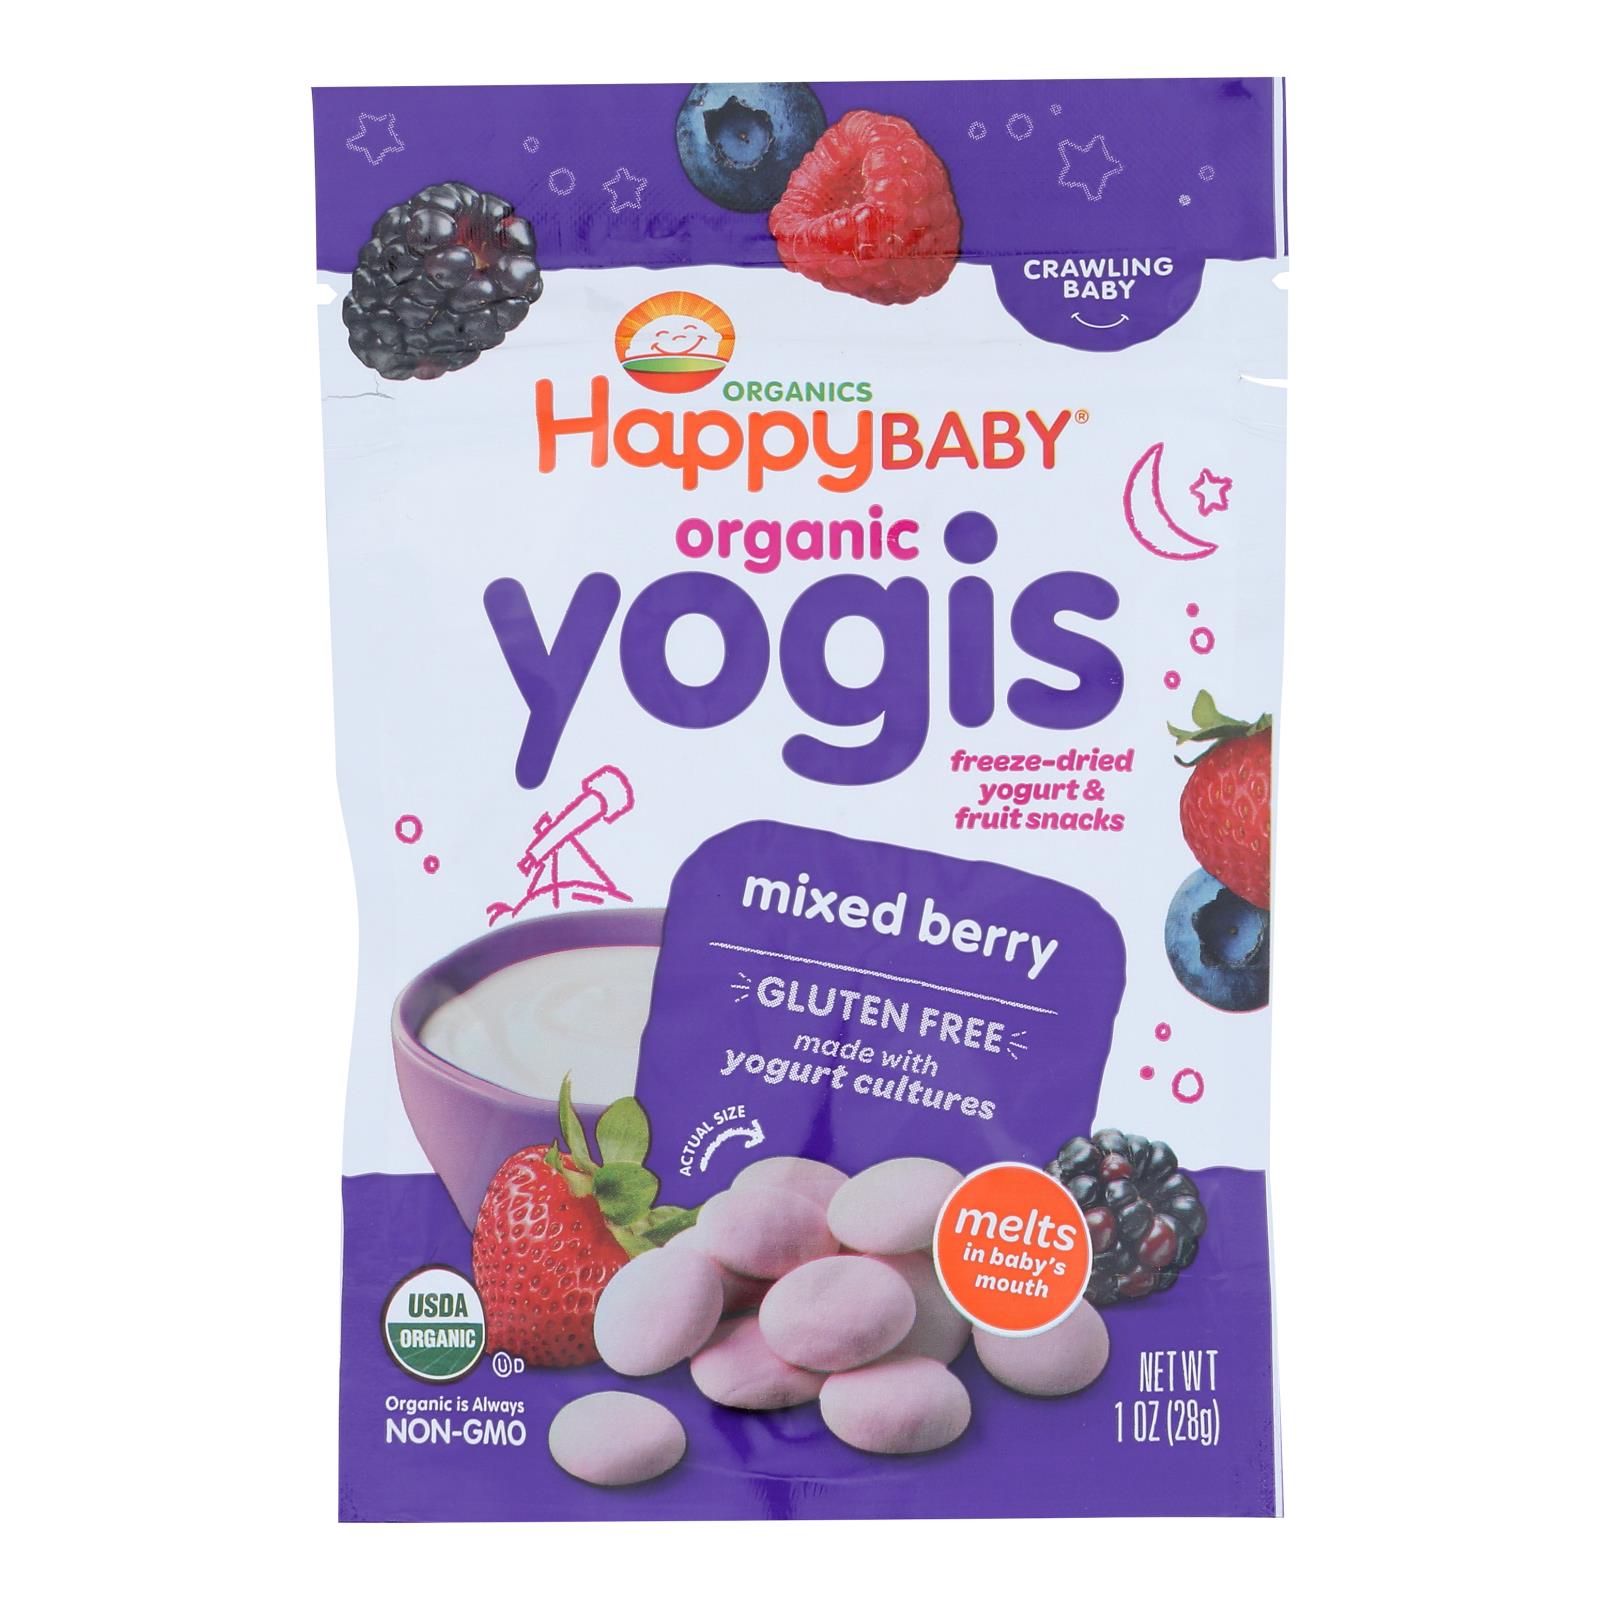 CRAWLING
BABY
ORGANICS
HappyBABY®
organic
yogis
freeze-dried
yogurt &
fruit snacks
mixed berry
GLUTEN FREE
made with
yogurt cultures
ACTUAL SIZE
melts
in baby's
mouth
USDA
ORGANIC
U D
Organic is Always
NON-GMO
NET WT
1 OZ (28g)